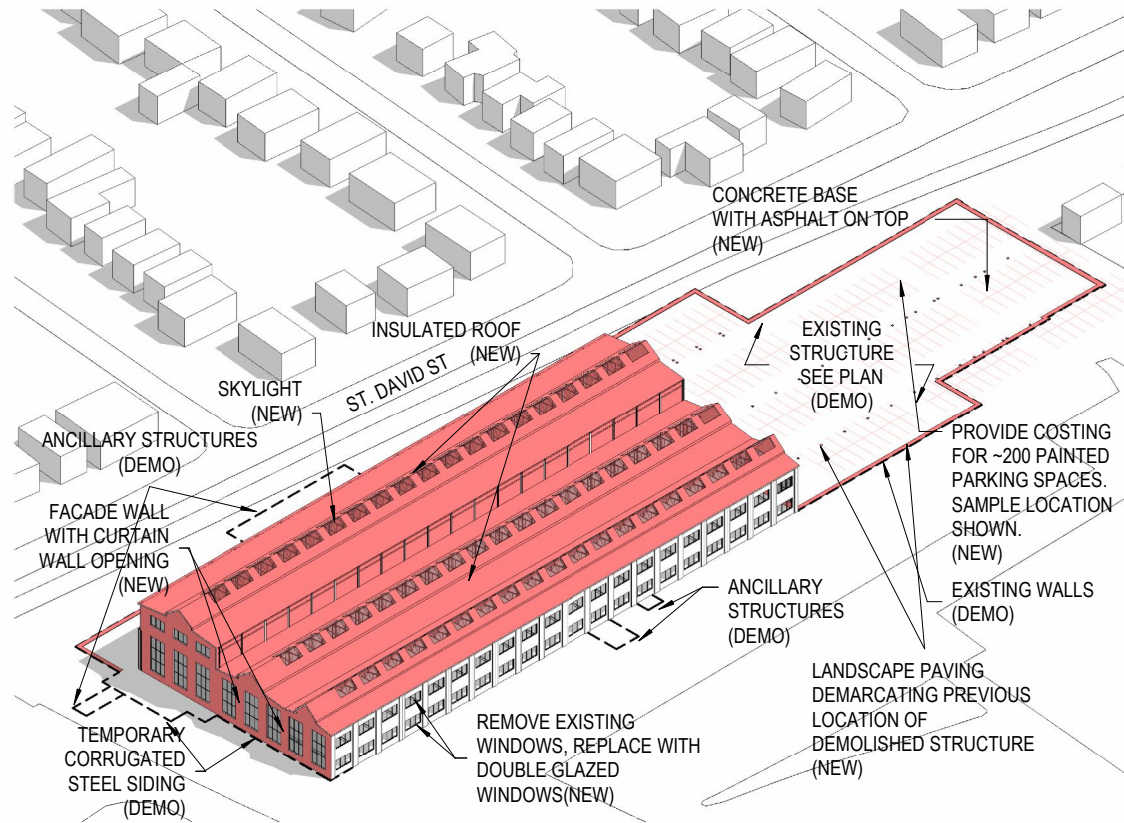 CONCRETE BASE
WITH ASPHALT ON TOP
(NEW)
INSULATED ROOF
(NEW)
EXISTING
STRUCTURE
SEE PLAN
(DEMO)
SKYLIGHT
(NEW)
ST. DAVID ST
ANCILLARY STRUCTURES
(DEMO)
PROVIDE COSTING
FOR ~200 PAINTED
PARKING SPACES.
SAMPLE LOCATION
SHOWN.
(NEW)
FACADE WALL
WITH CURTAIN
WALL OPENING
(NEW)
ANCILLARY
STRUCTURES
(DEMO)
EXISTING WALLS
(DEMO)
LANDSCAPE PAVING
DEMARCATING PREVIOUS
LOCATION OF
DEMOLISHED STRUCTURE
(NEW)
REMOVE EXISTING
WINDOWS, REPLACE WITH
DOUBLE GLAZED
WINDOWS(NEW)
TEMPORARY
CORRUGATED
STEEL SIDING
(DEMO)